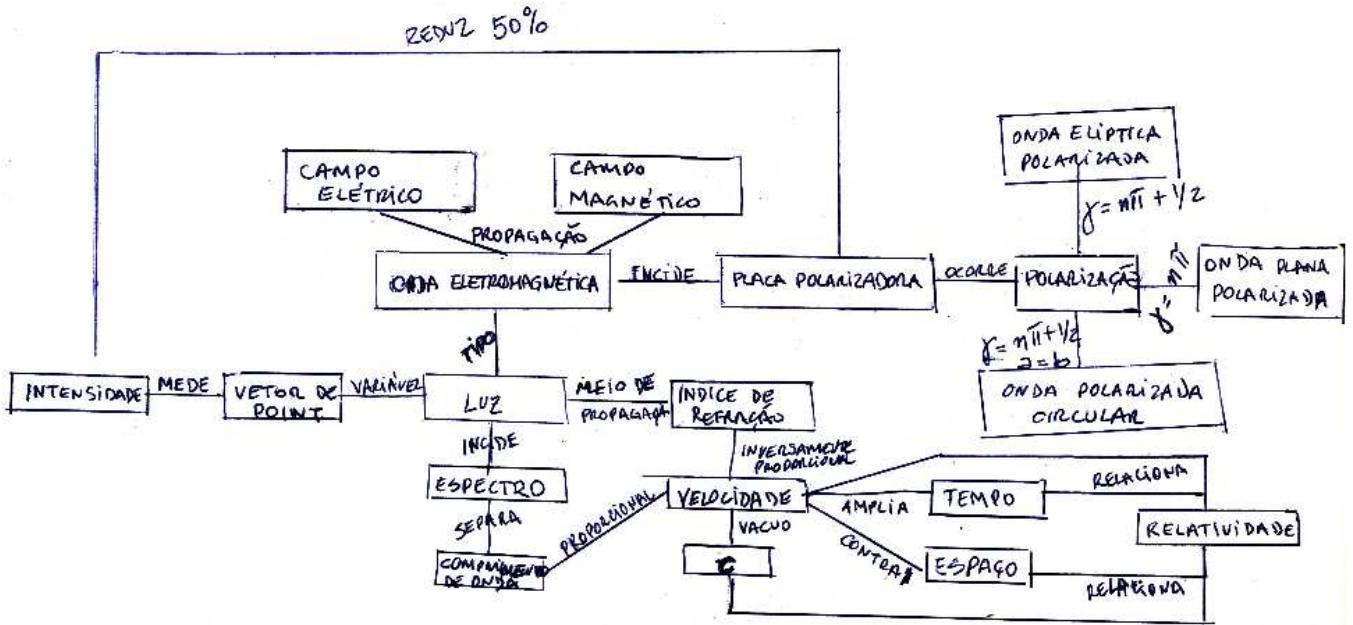 REDUZ 50%
ONDA ELÍPTICA
POLARIZADA
CAMPO
ELÉTRICO
CAMPO
MAGNÉTICO
γ = nπ + 1/2
PROPAGAÇÃO
ONDA ELETROMAGNÉTICA
INCIDE
PLACA POLARIZADORA
OCORRE
POLARIZAÇÃO
γ = nπ
ONDA PLANA
POLARIZADA
TIPO
γ = nπ + 1/2
a = b
INTENSIDADE
MEDE
VETOR DE
POINT
VARIÁVEL
LUZ
MEIO DE
PROPAGAÇÃ
INDICE DE
REFRAÇÃO
ONDA POLARIZADA
CIRCULAR
INCIDE
INVERSAMENTE
PROPORCIONAL
ESPECTRO
PROPORCIONAL
VELOCIDADE
AMPLIA
TEMPO
RELACIONA
SEPARA
VACUO
CONTRAI
RELATIVIDADE
COMPRIMENTO
DE ONDA
C
ESPAÇO
RELACIONA